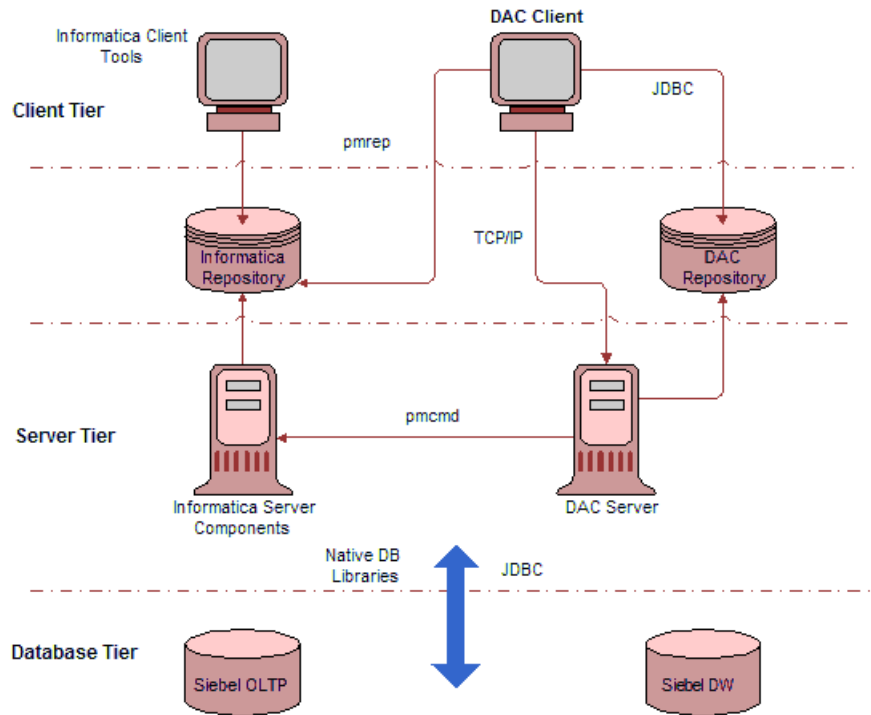 Informatica Client
Tools
DAC Client
Client Tier
JDBC
pmrep
Informatica
Repository
TCP/IP
DAC
Repository
Server Tier
pmcmd
Informatica Server
Components
DAC Server
Native DB
Libraries
JDBC
Database Tier
Siebel OLTP
Siebel DW